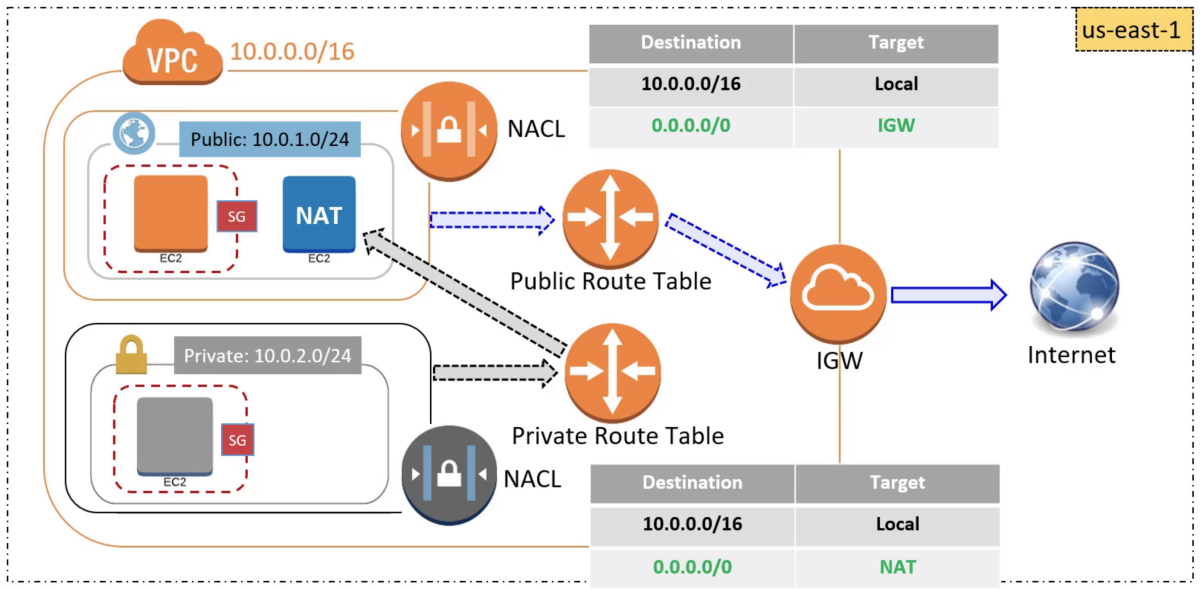 us-east-1
VPC
10.0.0.0/16
Destination Target
10.0.0.0/16 Local
0.0.0.0/0 IGW
NACL
Public: 10.0.1.0/24
SG
NAT
EC2
EC2
Public Route Table
IGW
Internet
Private: 10.0.2.0/24
SG
EC2
Private Route Table
NACL
Destination Target
10.0.0.0/16 Local
0.0.0.0/0 NAT